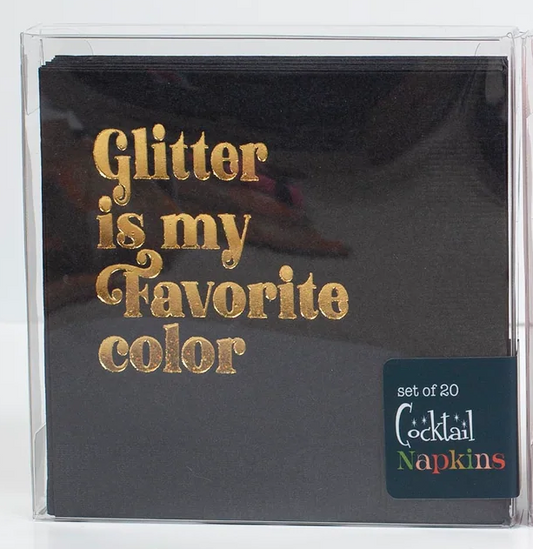 Glitter
is my
Favorite
color
set of 20
Cocktail
Napkins